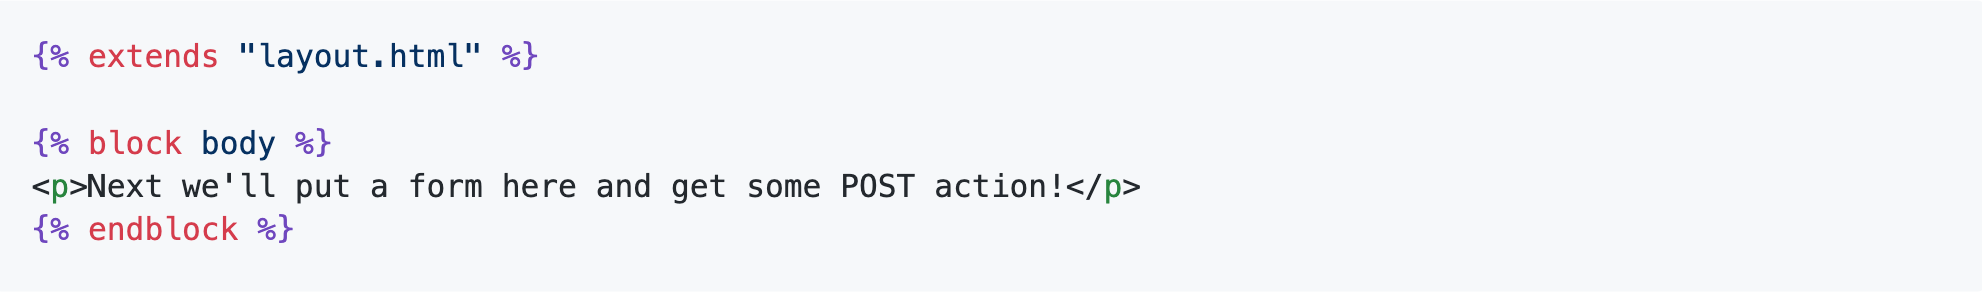 {% extends "layout.html" %}
{% block body %}
<p>Next we'll put a form here and get some POST action!</p>
{% endblock %}